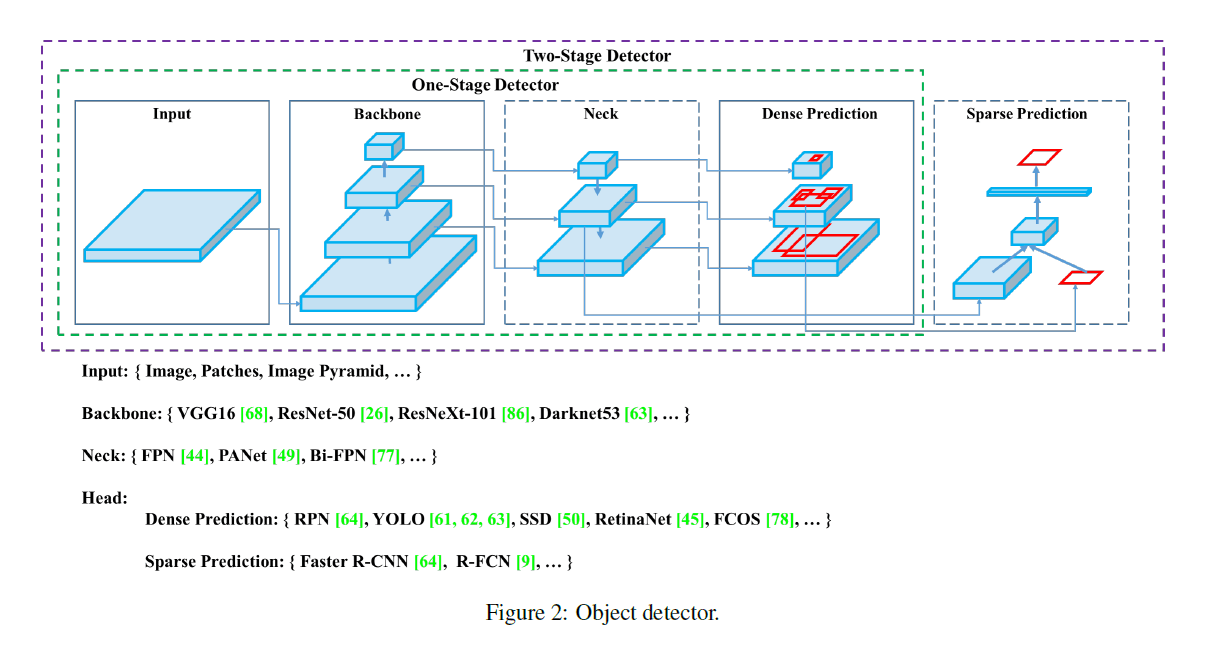 Two-Stage Detector
One-Stage Detector
Input
Backbone
Neck
Dense Prediction
Sparse Prediction
Input: { Image, Patches, Image Pyramid, … }
Backbone: { VGG16 [68], ResNet-50 [26], ResNeXt-101 [86], Darknet53 [63], … }
Neck: { FPN [44], PANet [49], Bi-FPN [77], … }
Head:
Dense Prediction: { RPN [64], YOLO [61, 62, 63], SSD [50], RetinaNet [45], FCOS [78], … }
Sparse Prediction: { Faster R-CNN [64], R-FCN [9], … }
Figure 2: Object detector.